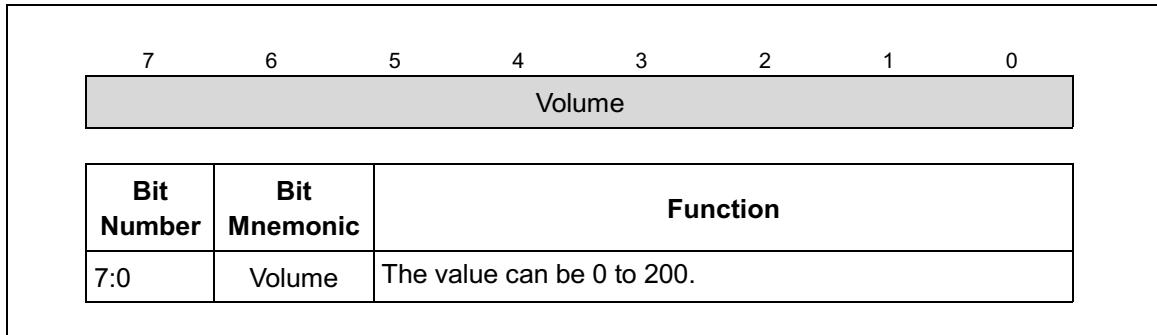 7 6 5 4 3 2 1 0
Volume
Bit Number Bit Mnemonic Function
7:0 Volume The value can be 0 to 200.